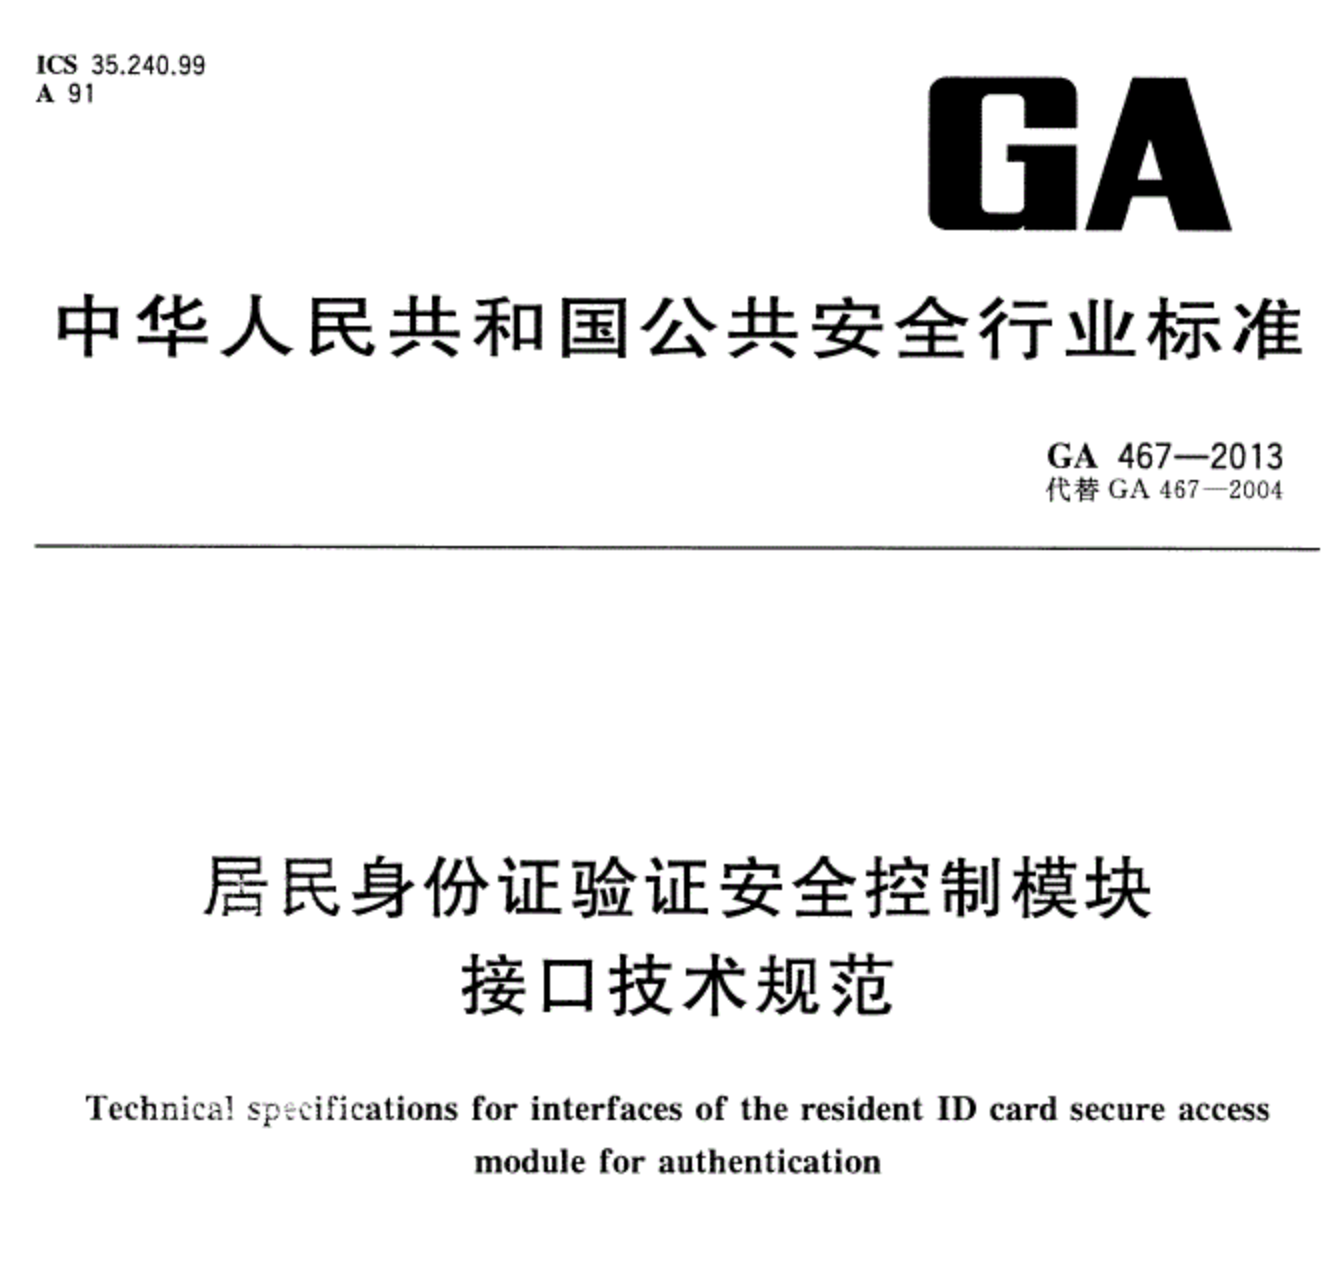 ICS 35.240.99
A 91
GA
中华人民共和国公共安全行业标准
GA 467—2013
代替 GA 467—2004
居民身份证验证安全控制模块
接口技术规范
Technical specifications for interfaces of the resident ID card secure access
module for authentication